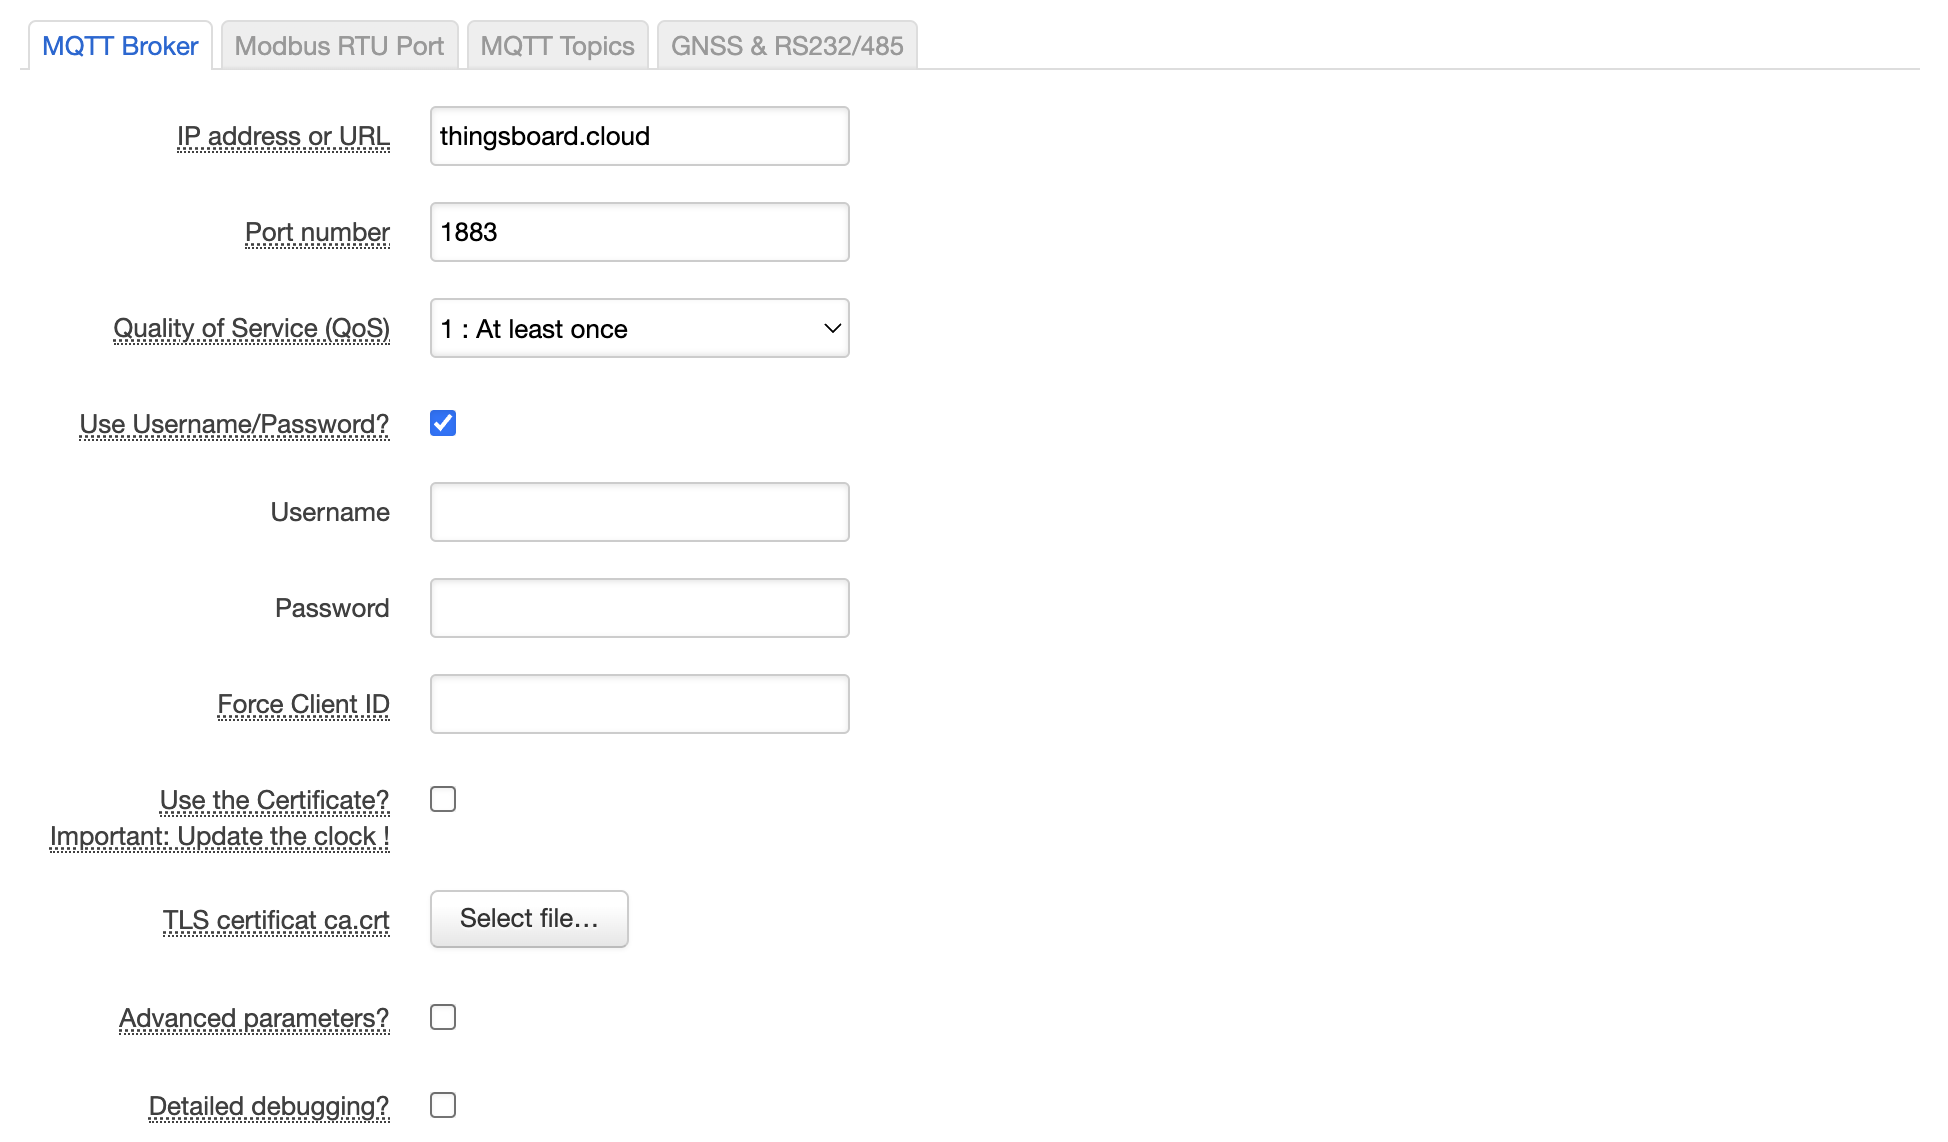 MQTT Broker Modbus RTU Port MQTT Topics GNSS & RS232/485
IP address or URL thingsboard.cloud
Port number 1883
Quality of Service (QoS) 1 : At least once
Use Username/Password?
Username
Password
Force Client ID
Use the Certificate?
Important: Update the clock !
TLS certificat ca.crt Select file...
Advanced parameters?
Detailed debugging?